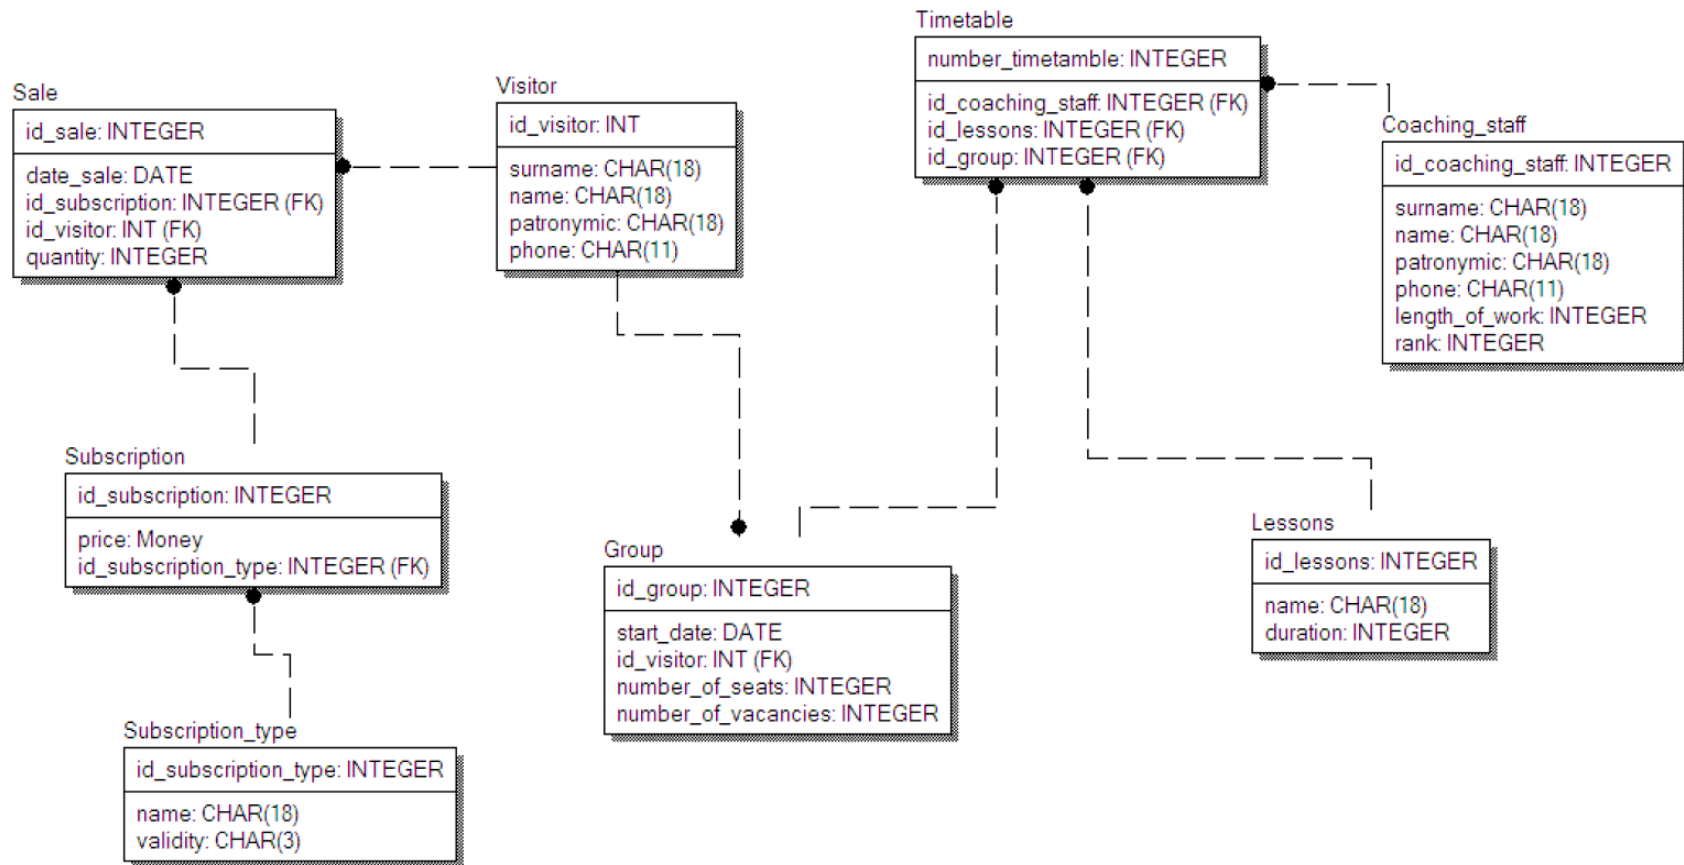 Sale
id_sale: INTEGER
date_sale: DATE
id_subscription: INTEGER (FK)
id_visitor: INT (FK)
quantity: INTEGER
Visitor
id_visitor: INT
surname: CHAR(18)
name: CHAR(18)
patronymic: CHAR(18)
phone: CHAR(11)
Timetable
number_timetamble: INTEGER
id_coaching_staff: INTEGER (FK)
id_lessons: INTEGER (FK)
id_group: INTEGER (FK)
Coaching_staff
id_coaching_staff: INTEGER
surname: CHAR(18)
name: CHAR(18)
patronymic: CHAR(18)
phone: CHAR(11)
length_of_work: INTEGER
rank: INTEGER
Subscription
id_subscription: INTEGER
price: Money
id_subscription_type: INTEGER (FK)
Group
id_group: INTEGER
start_date: DATE
id_visitor: INT (FK)
number_of_seats: INTEGER
number_of_vacancies: INTEGER
Lessons
id_lessons: INTEGER
name: CHAR(18)
duration: INTEGER
Subscription_type
id_subscription_type: INTEGER
name: CHAR(18)
validity: CHAR(3)